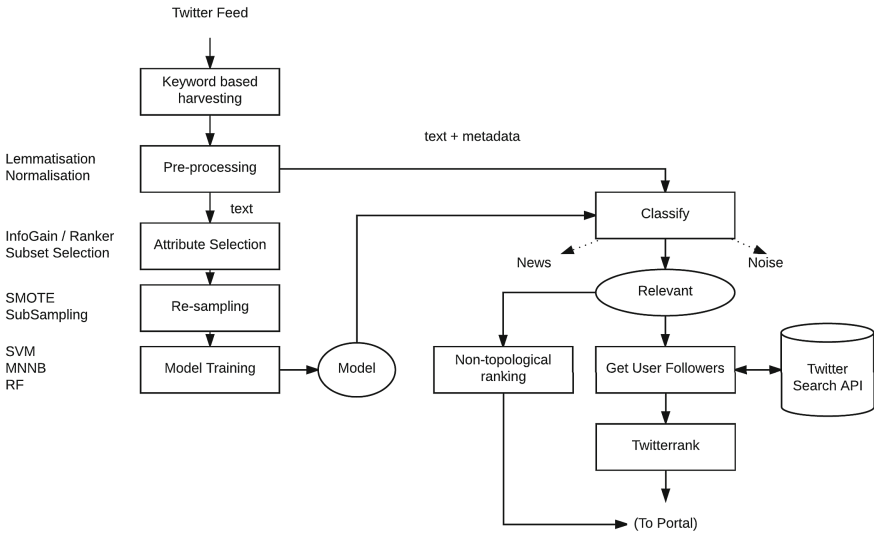 Twitter Feed
Keyword based
harvesting
text + metadata
Lemmatisation
Normalisation
Pre-processing
text
Classify
InfoGain / Ranker
Subset Selection
Attribute Selection
News
Noise
SMOTE
SubSampling
Re-sampling
Relevant
SVM
MNNB
RF
Model Training
Model
Non-topological
ranking
Get User Followers
Twitter
Search API
Twitterrank
(To Portal)